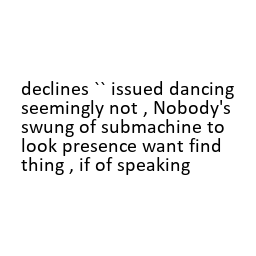 declines `` issued dancing
seemingly not , Nobody's
swung of submachine to
look presence want find
thing , if of speaking